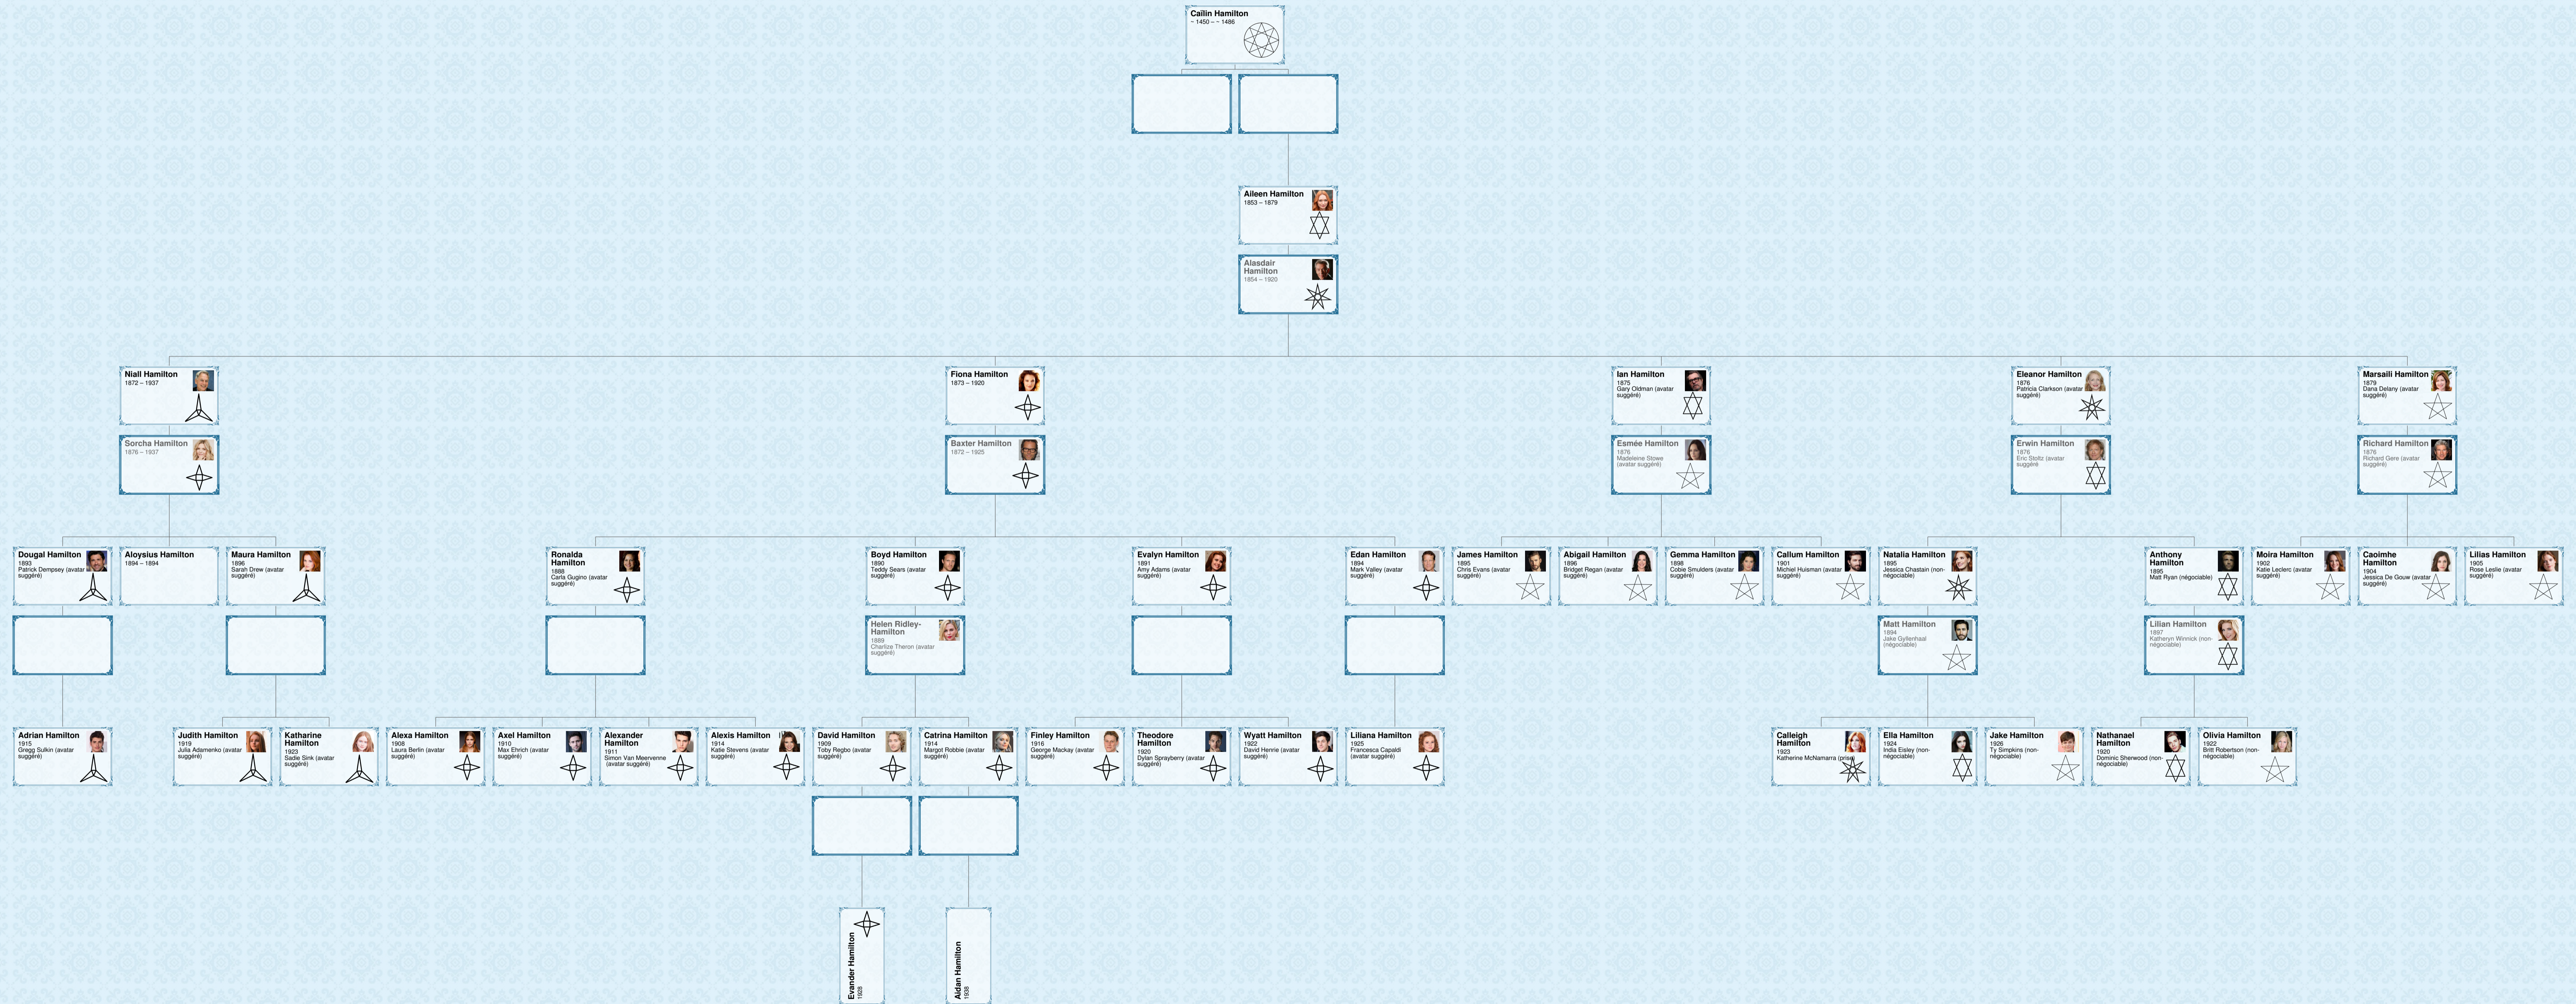 Caïlin Hamilton
~ 1450 – ~ 1486
Aileen Hamilton
1853 – 1879
Alasdair
Hamilton
1854 – 1920
Niall Hamilton
1872 – 1937
Fiona Hamilton
1873 – 1920
Ian Hamilton
1875
Gary Oldman (avatar
suggéré)
Eleanor Hamilton
1876
Patricia Clarkson (avatar
suggéré)
Marsaili Hamilton
1879
Dana Delany (avatar
suggéré)
Sorcha Hamilton
1876 – 1937
Baxter Hamilton
1872 – 1925
Esmée Hamilton
1876
Madeleine Stowe
(avatar suggéré)
Erwin Hamilton
1876
Eric Stoltz (avatar
suggéré
Richard Hamilton
1876
Richard Gere (avatar
suggéré)
Dougal Hamilton
1893
Patrick Dempsey (avatar
suggéré)
Aloysius Hamilton
1894 – 1894
Maura Hamilton
1896
Sarah Drew (avatar
suggéré)
Ronalda
Hamilton
1888
Carla Gugino (avatar
suggéré)
Boyd Hamilton
1890
Teddy Sears (avatar
suggéré)
Evalyn Hamilton
1891
Amy Adams (avatar
suggéré)
Edan Hamilton
1894
Mark Valley (avatar
suggéré)
James Hamilton
1895
Chris Evans (avatar
suggéré)
Abigail Hamilton
1896
Bridget Regan (avatar
suggéré)
Gemma Hamilton
1898
Cobie Smulders (avatar
suggéré)
Callum Hamilton
1901
Michiel Huisman (avatar
suggéré)
Natalia Hamilton
1895
Jessica Chastain (non-
négociable)
Anthony
Hamilton
1895
Matt Ryan (négociable)
Moira Hamilton
1902
Katie Leclerc (avatar
suggéré)
Caoimhe
Hamilton
1904
Jessica De Gouw (avatar
suggéré)
Lilias Hamilton
1905
Rose Leslie (avatar
suggéré)
Helen Ridley-
Hamilton
1889
Charlize Theron (avatar
suggéré)
Matt Hamilton
1894
Jake Gyllenhaal
(négociable)
Lilian Hamilton
1897
Katheryn Winnick (non-
négociable)
Adrian Hamilton
1915
Gregg Sulkin (avatar
suggéré)
Judith Hamilton
1919
Julia Adamenko (avatar
suggéré)
Katharine
Hamilton
1923
Sadie Sink (avatar
suggéré)
Alexa Hamilton
1908
Laura Berlin (avatar
suggéré)
Axel Hamilton
1910
Max Ehrich (avatar
suggéré)
Alexander
Hamilton
1911
Simon Van Meervenne
(avatar suggéré)
Alexis Hamilton
1914
Katie Stevens (avatar
suggéré)
David Hamilton
1909
Toby Regbo (avatar
suggéré)
Catrina Hamilton
1914
Margot Robbie (avatar
suggéré)
Finley Hamilton
1916
George Mackay (avatar
suggéré)
Theodore
Hamilton
1920
Dylan Sprayberry (avatar
suggéré)
Wyatt Hamilton
1922
David Henrie (avatar
suggéré)
Liliana Hamilton
1925
Francesca Capaldi
(avatar suggéré)
Calleigh
Hamilton
1923
Katherine McNamarra (prise)
Ella Hamilton
1924
India Eisley (non-
négociable)
Jake Hamilton
1926
Ty Simpkins (non-
négociable)
Nathanael
Hamilton
1920
Dominic Sherwood (non-
négociable)
Olivia Hamilton
1922
Britt Robertson (non-
négociable)
Evander Hamilton
1928
Aidan Hamilton
1938